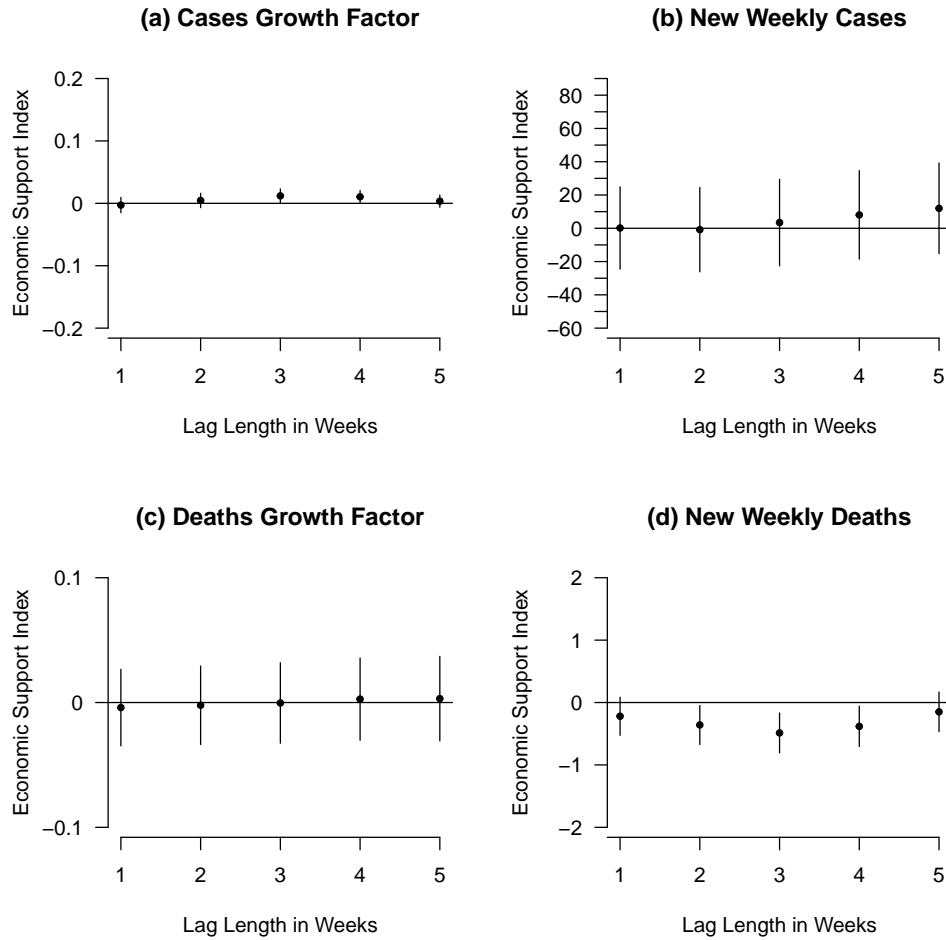 (a) Cases Growth Factor
Economic Support Index
0.2
0.1
0
−0.1
−0.2
1 2 3 4 5
Lag Length in Weeks
(b) New Weekly Cases
Economic Support Index
80
60
40
20
0
−20
−40
−60
1 2 3 4 5
Lag Length in Weeks
(c) Deaths Growth Factor
Economic Support Index
0.1
0
−0.1
1 2 3 4 5
Lag Length in Weeks
(d) New Weekly Deaths
Economic Support Index
2
1
0
−1
−2
1 2 3 4 5
Lag Length in Weeks